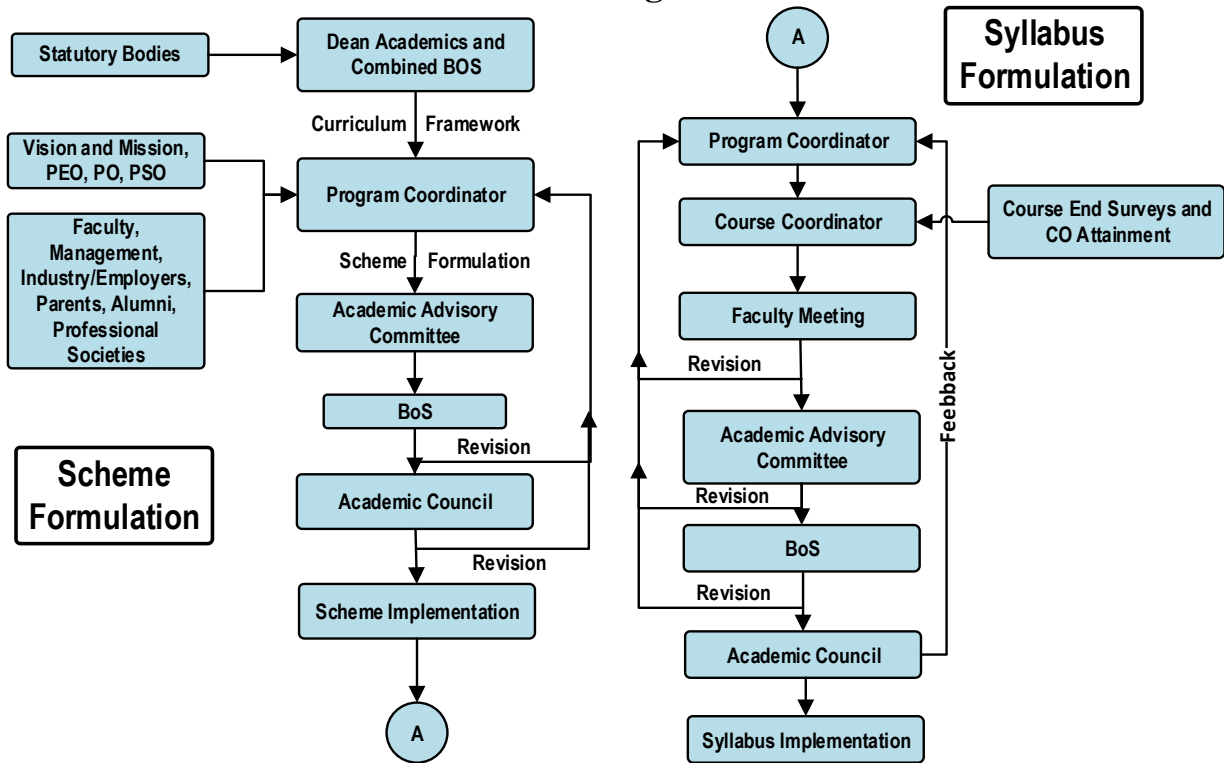 Statutory Bodies
Dean Academics and
Combined BOS
Curriculum Framework
Vision and Mission,
PEO, PO, PSO
Program Coordinator
Faculty,
Management,
Industry/Employers,
Parents, Alumni,
Professional
Societies
Scheme Formulation
Academic Advisory
Committee
BoS
Revision
Academic Council
Revision
Scheme Implementation
A
Scheme
Formulation
A
Syllabus
Formulation
Program Coordinator
Course Coordinator
Course End Surveys and
CO Attainment
Faculty Meeting
Revision
Feebback
Academic Advisory
Committee
Revision
BoS
Revision
Academic Council
Syllabus Implementation